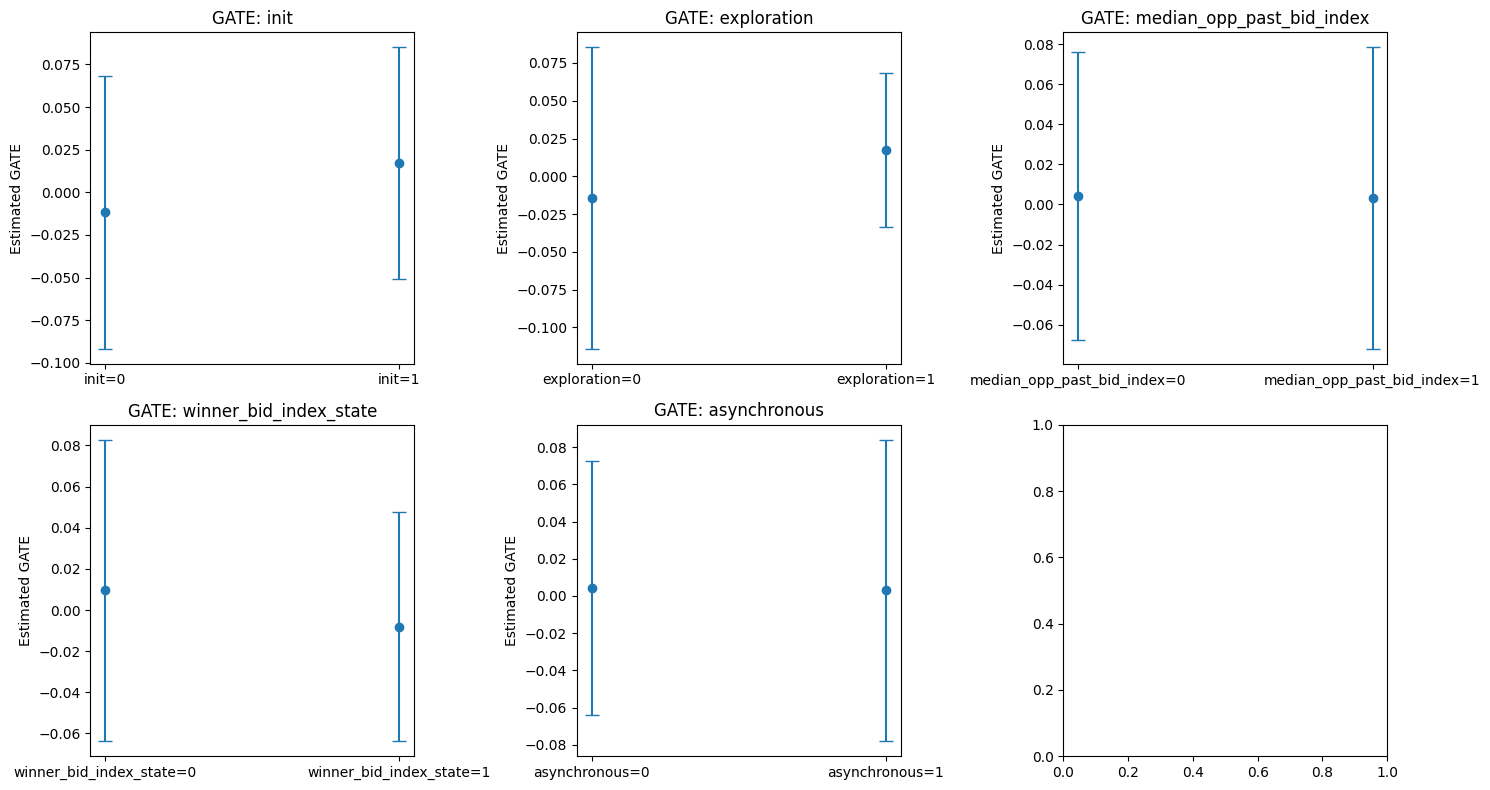 GATE: init
Estimated GATE
0.075
0.050
0.025
0.000
−0.025
−0.050
−0.075
−0.100
init=0 init=1
GATE: exploration
Estimated GATE
0.075
0.050
0.025
0.000
−0.025
−0.050
−0.075
−0.100
exploration=0 exploration=1
GATE: median_opp_past_bid_index
Estimated GATE
0.08
0.06
0.04
0.02
0.00
−0.02
−0.04
−0.06
median_opp_past_bid_index=0 median_opp_past_bid_index=1
GATE: winner_bid_index_state
Estimated GATE
0.08
0.06
0.04
0.02
0.00
−0.02
−0.04
−0.06
winner_bid_index_state=0 winner_bid_index_state=1
GATE: asynchronous
Estimated GATE
0.08
0.06
0.04
0.02
0.00
−0.02
−0.04
−0.06
−0.08
asynchronous=0 asynchronous=1
1.0
0.8
0.6
0.4
0.2
0.0
0.0 0.2 0.4 0.6 0.8 1.0